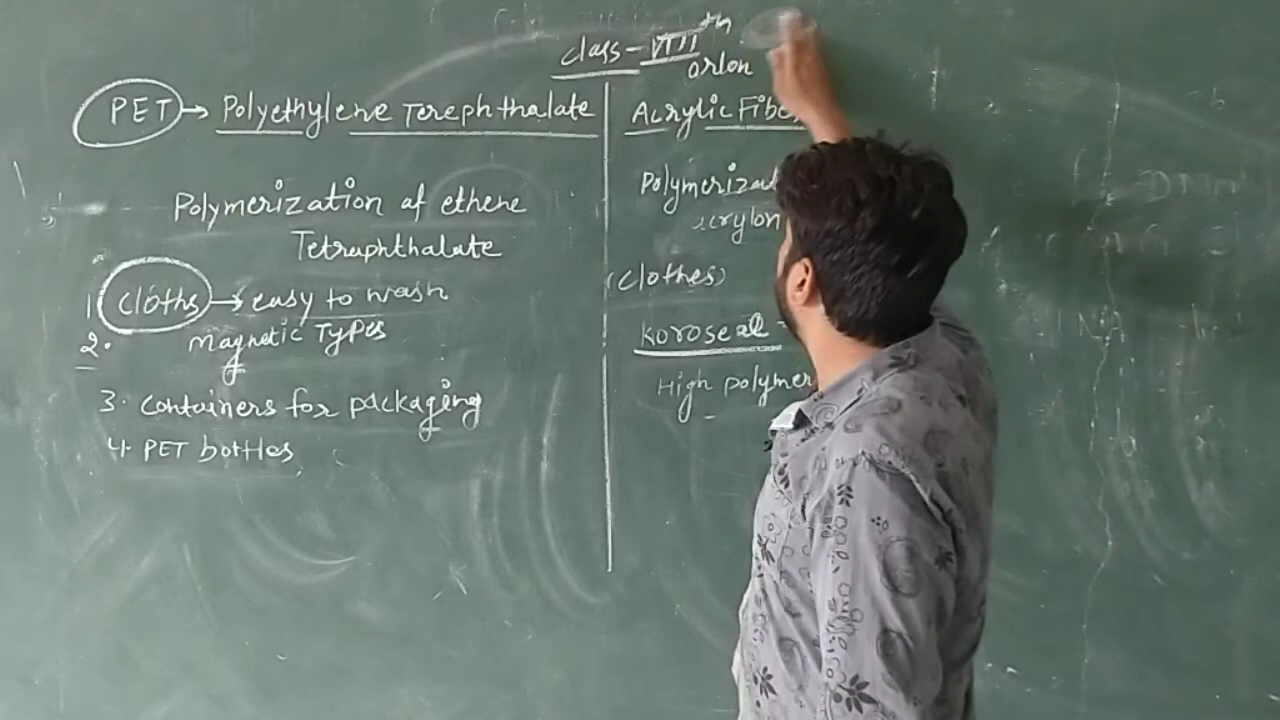 class - VIII th
orlon
PET → Polyethylene Terephthalate
Polymerization of ethene
Tetraphthalate
1 cloths → easy to wash
2. magnetic Types
3. containers for packaging
4. PET bottles
Acrylic Fibe
Polymerizat
acrylon
(clothes)
Koroseal -
High polymer